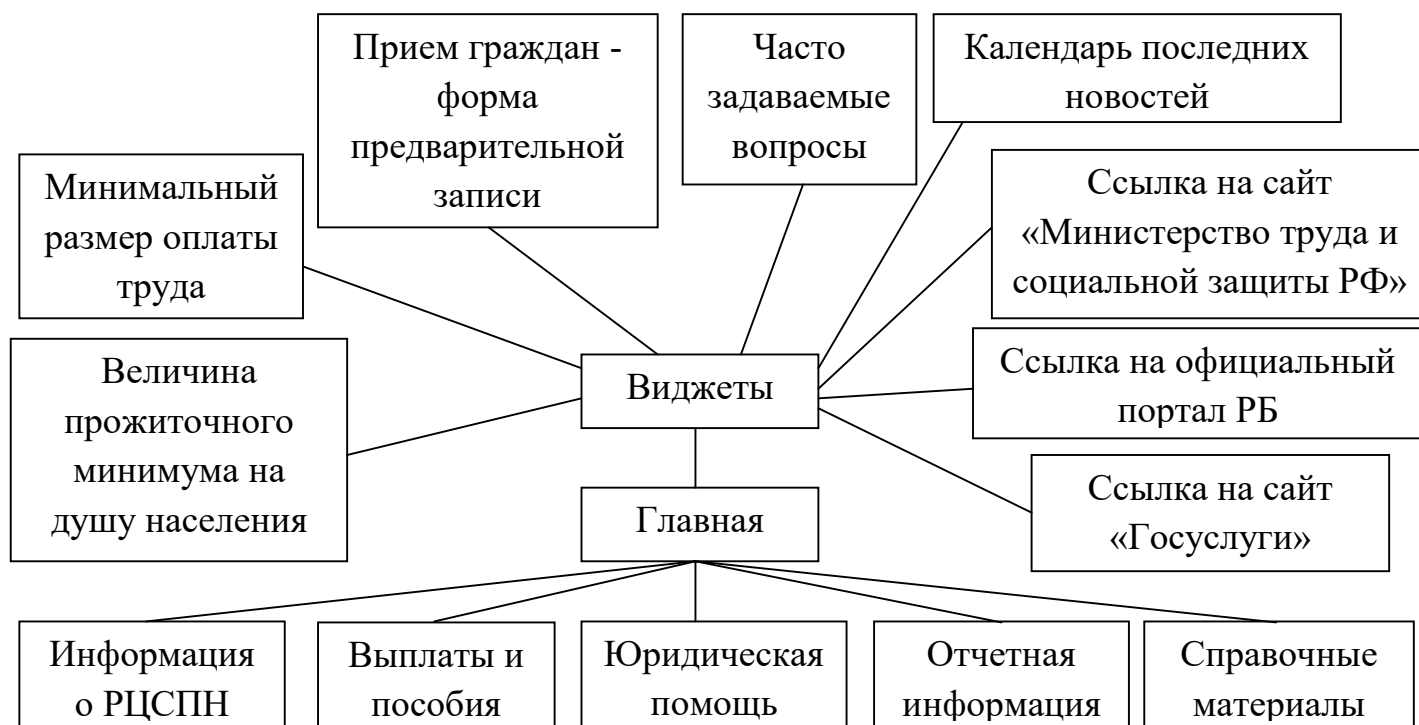 Прием граждан -
форма
предварительной
записи
Часто
задаваемые
вопросы
Календарь последних
новостей
Минимальный
размер оплаты
труда
Ссылка на сайт
«Министерство труда и
социальной защиты РФ»
Величина
прожиточного
минимума на
душу населения
Виджеты
Ссылка на официальный
портал РБ
Главная
Ссылка на сайт
«Госуслуги»
Информация
о РЦСПН
Выплаты и
пособия
Юридическая
помощь
Отчетная
информация
Справочные
материалы